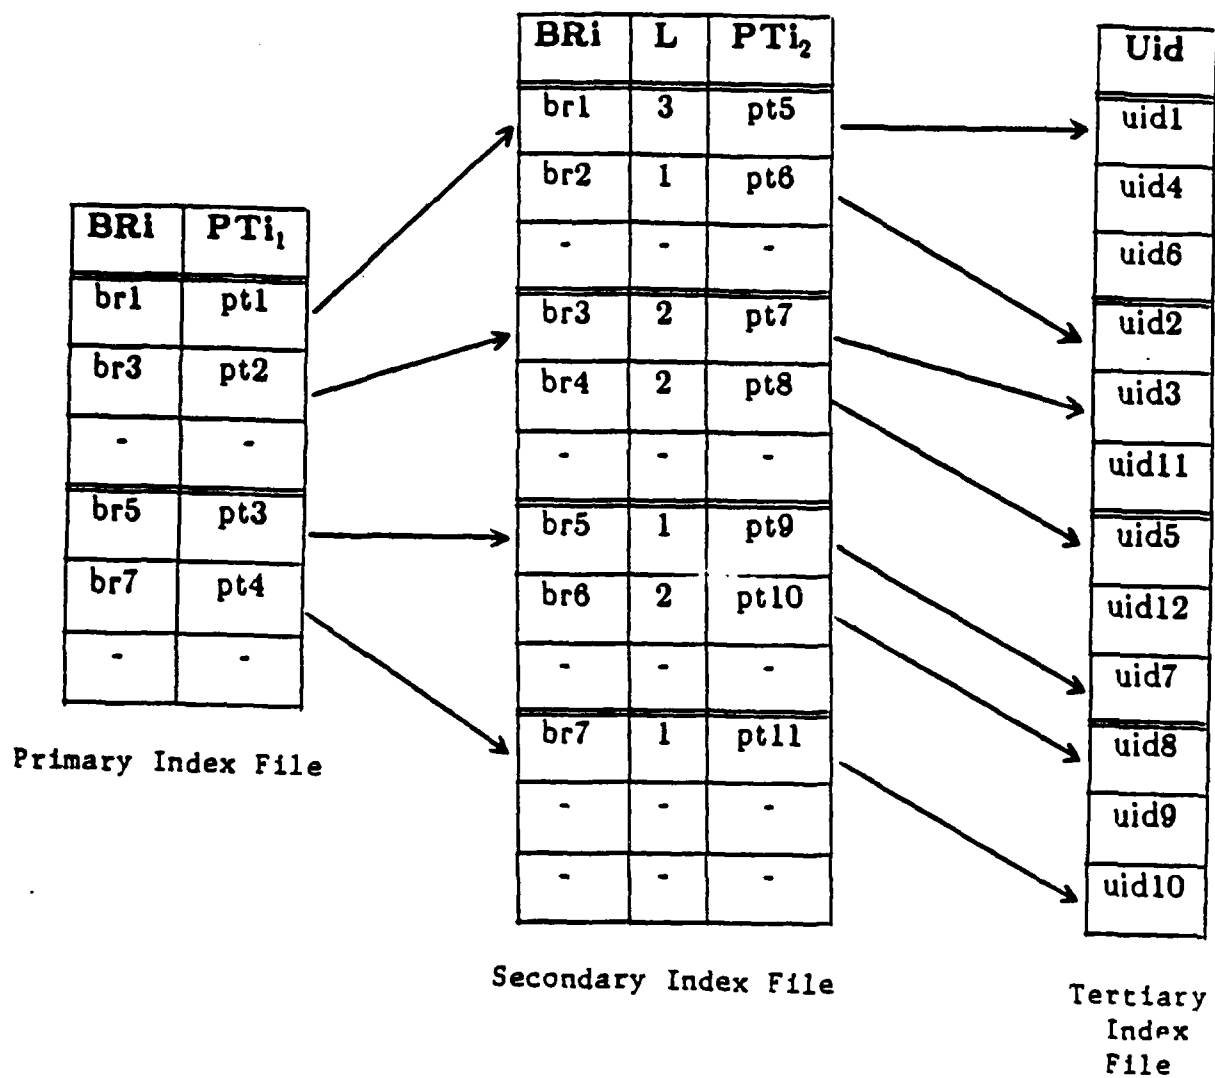 BRi PTi₁
br1 pt1
br3 pt2
- -
br5 pt3
br7 pt4
- -
Primary Index File
BRi L PTi₂
br1 3 pt5
br2 1 pt6
- - -
br3 2 pt7
br4 2 pt8
- - -
br5 1 pt9
br6 2 pt10
- - -
br7 1 pt11
- - -
- - -
Secondary Index File
Uid
uid1
uid4
uid6
uid2
uid3
uid11
uid5
uid12
uid7
uid8
uid9
uid10
Tertiary
Index
File